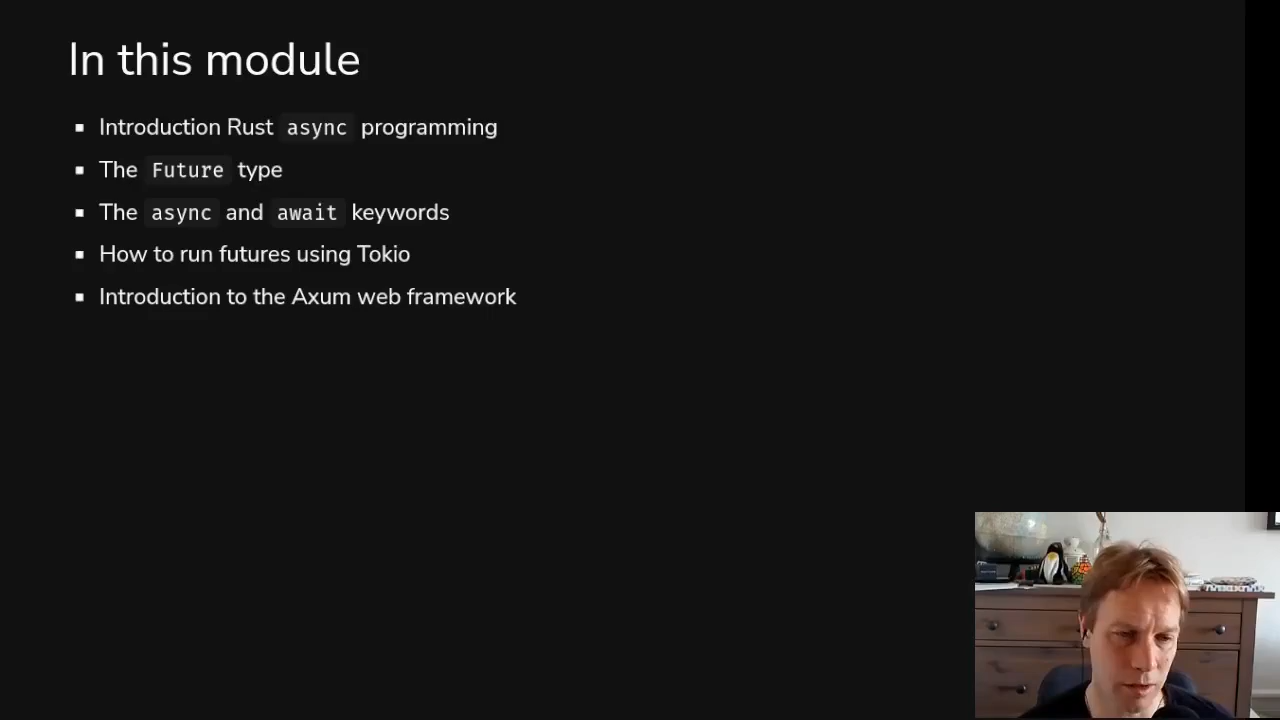 In this module
Introduction Rust async programming
The Future type
The async and await keywords
How to run futures using Tokio
Introduction to the Axum web framework